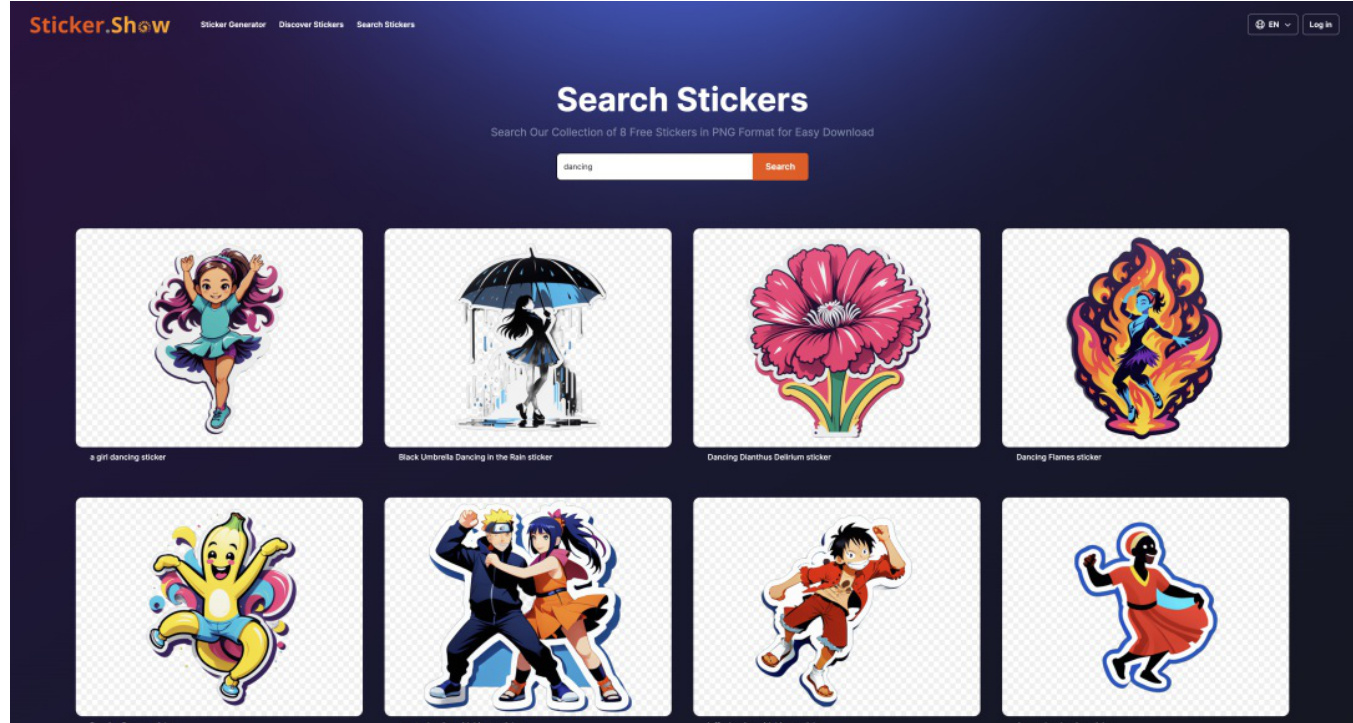 Sticker.Show
Sticker Generator Discover Stickers Search Stickers
EN
Log in
Search Stickers
Search Our Collection of 8 Free Stickers in PNG Format for Easy Download
dancing
Search
a girl dancing sticker
Black Umbrella Dancing in the Rain sticker
Dancing Dianthus Delirium sticker
Dancing Flames sticker